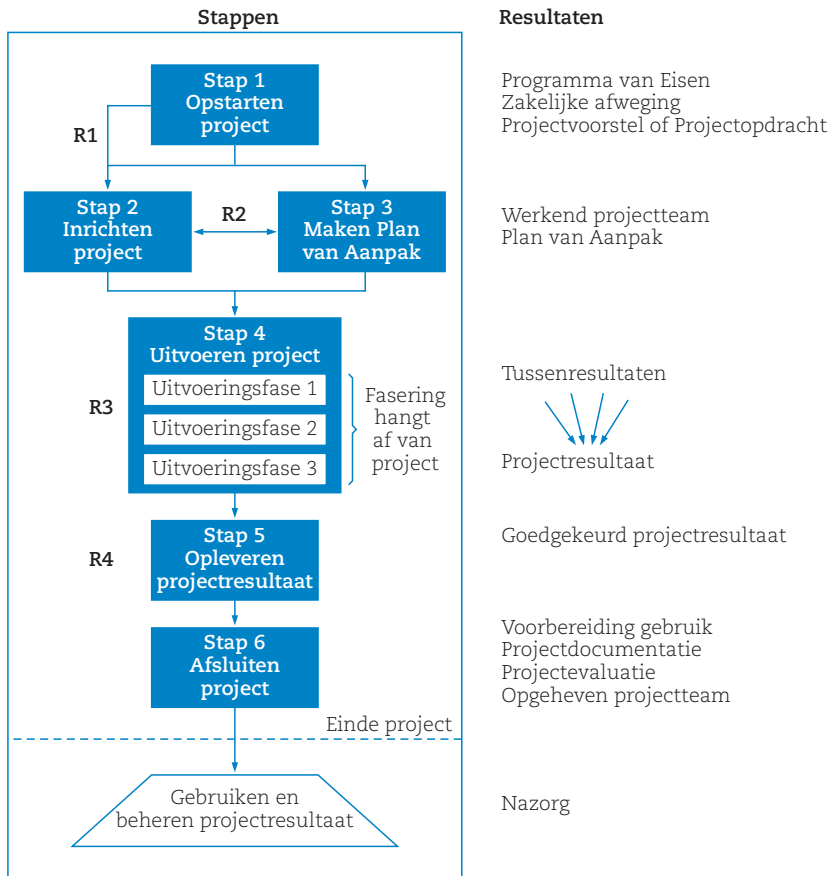 Stappen
Resultaten
Stap 1
Opstarten
project
Programma van Eisen
Zakelijke afweging
Projectvoorstel of Projectopdracht
R1
Stap 2
Inrichten
project
R2
Stap 3
Maken Plan
van Aanpak
Werkend projectteam
Plan van Aanpak
Stap 4
Uitvoeren project
Uitvoeringsfase 1
Uitvoeringsfase 2
Uitvoeringsfase 3
R3
Fasering
hangt
af van
project
Tussenresultaten
Projectresultaat
R4
Stap 5
Opleveren
projectresultaat
Goedgekeurd projectresultaat
Stap 6
Afsluiten
project
Voorbereiding gebruik
Projectdocumentatie
Projectevaluatie
Opgeheven projectteam
Einde project
Gebruiken en
beheren projectresultaat
Nazorg